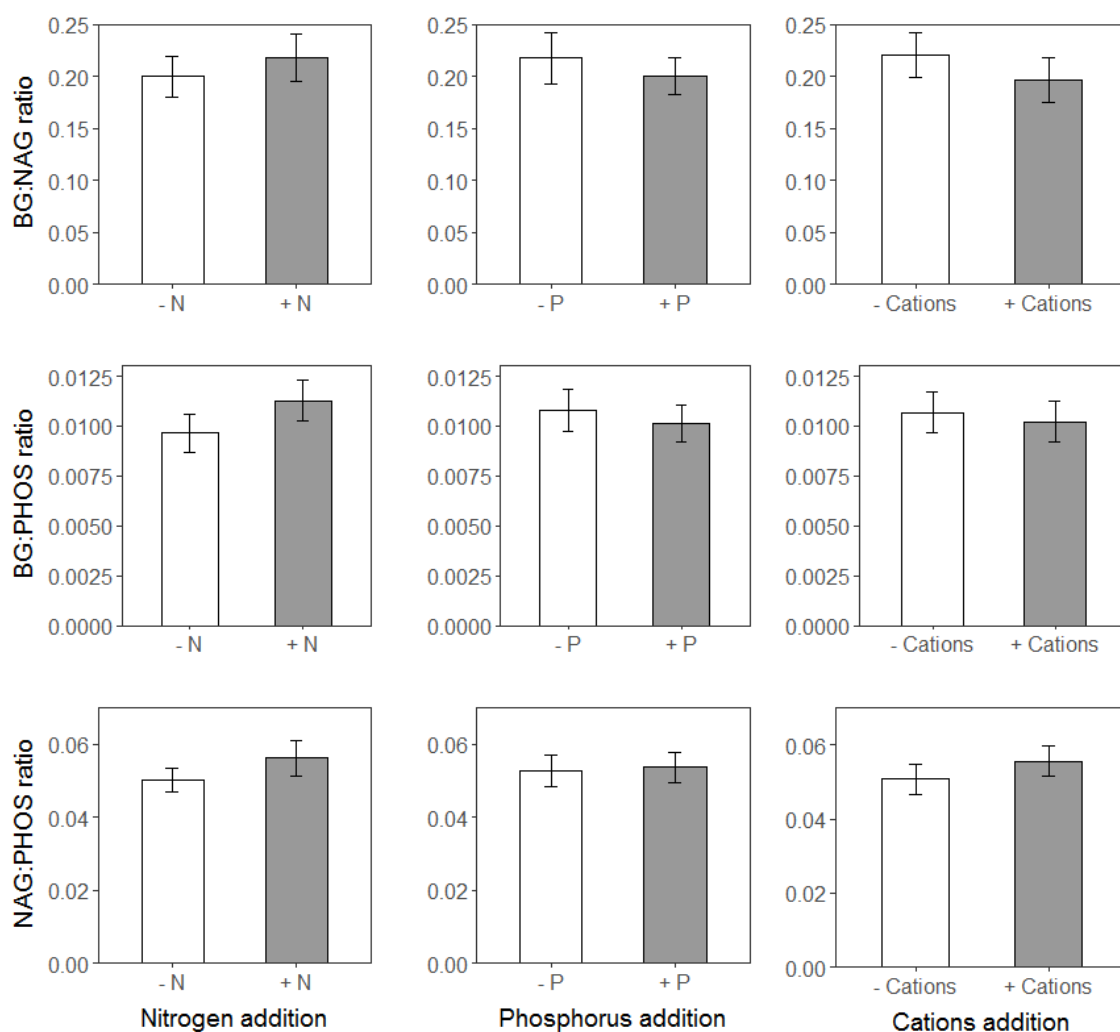 BG:NAG ratio
0.25
0.20
0.15
0.10
0.05
0.00
- N
+ N
0.25
0.20
0.15
0.10
0.05
0.00
- P
+ P
0.25
0.20
0.15
0.10
0.05
0.00
- Cations
+ Cations
BG:PHOS ratio
0.0125
0.0100
0.0075
0.0050
0.0025
0.0000
- N
+ N
0.0125
0.0100
0.0075
0.0050
0.0025
0.0000
- P
+ P
0.0125
0.0100
0.0075
0.0050
0.0025
0.0000
- Cations
+ Cations
NAG:PHOS ratio
0.06
0.04
0.02
0.00
- N
+ N
Nitrogen addition
0.06
0.04
0.02
0.00
- P
+ P
Phosphorus addition
0.06
0.04
0.02
0.00
- Cations
+ Cations
Cations addition